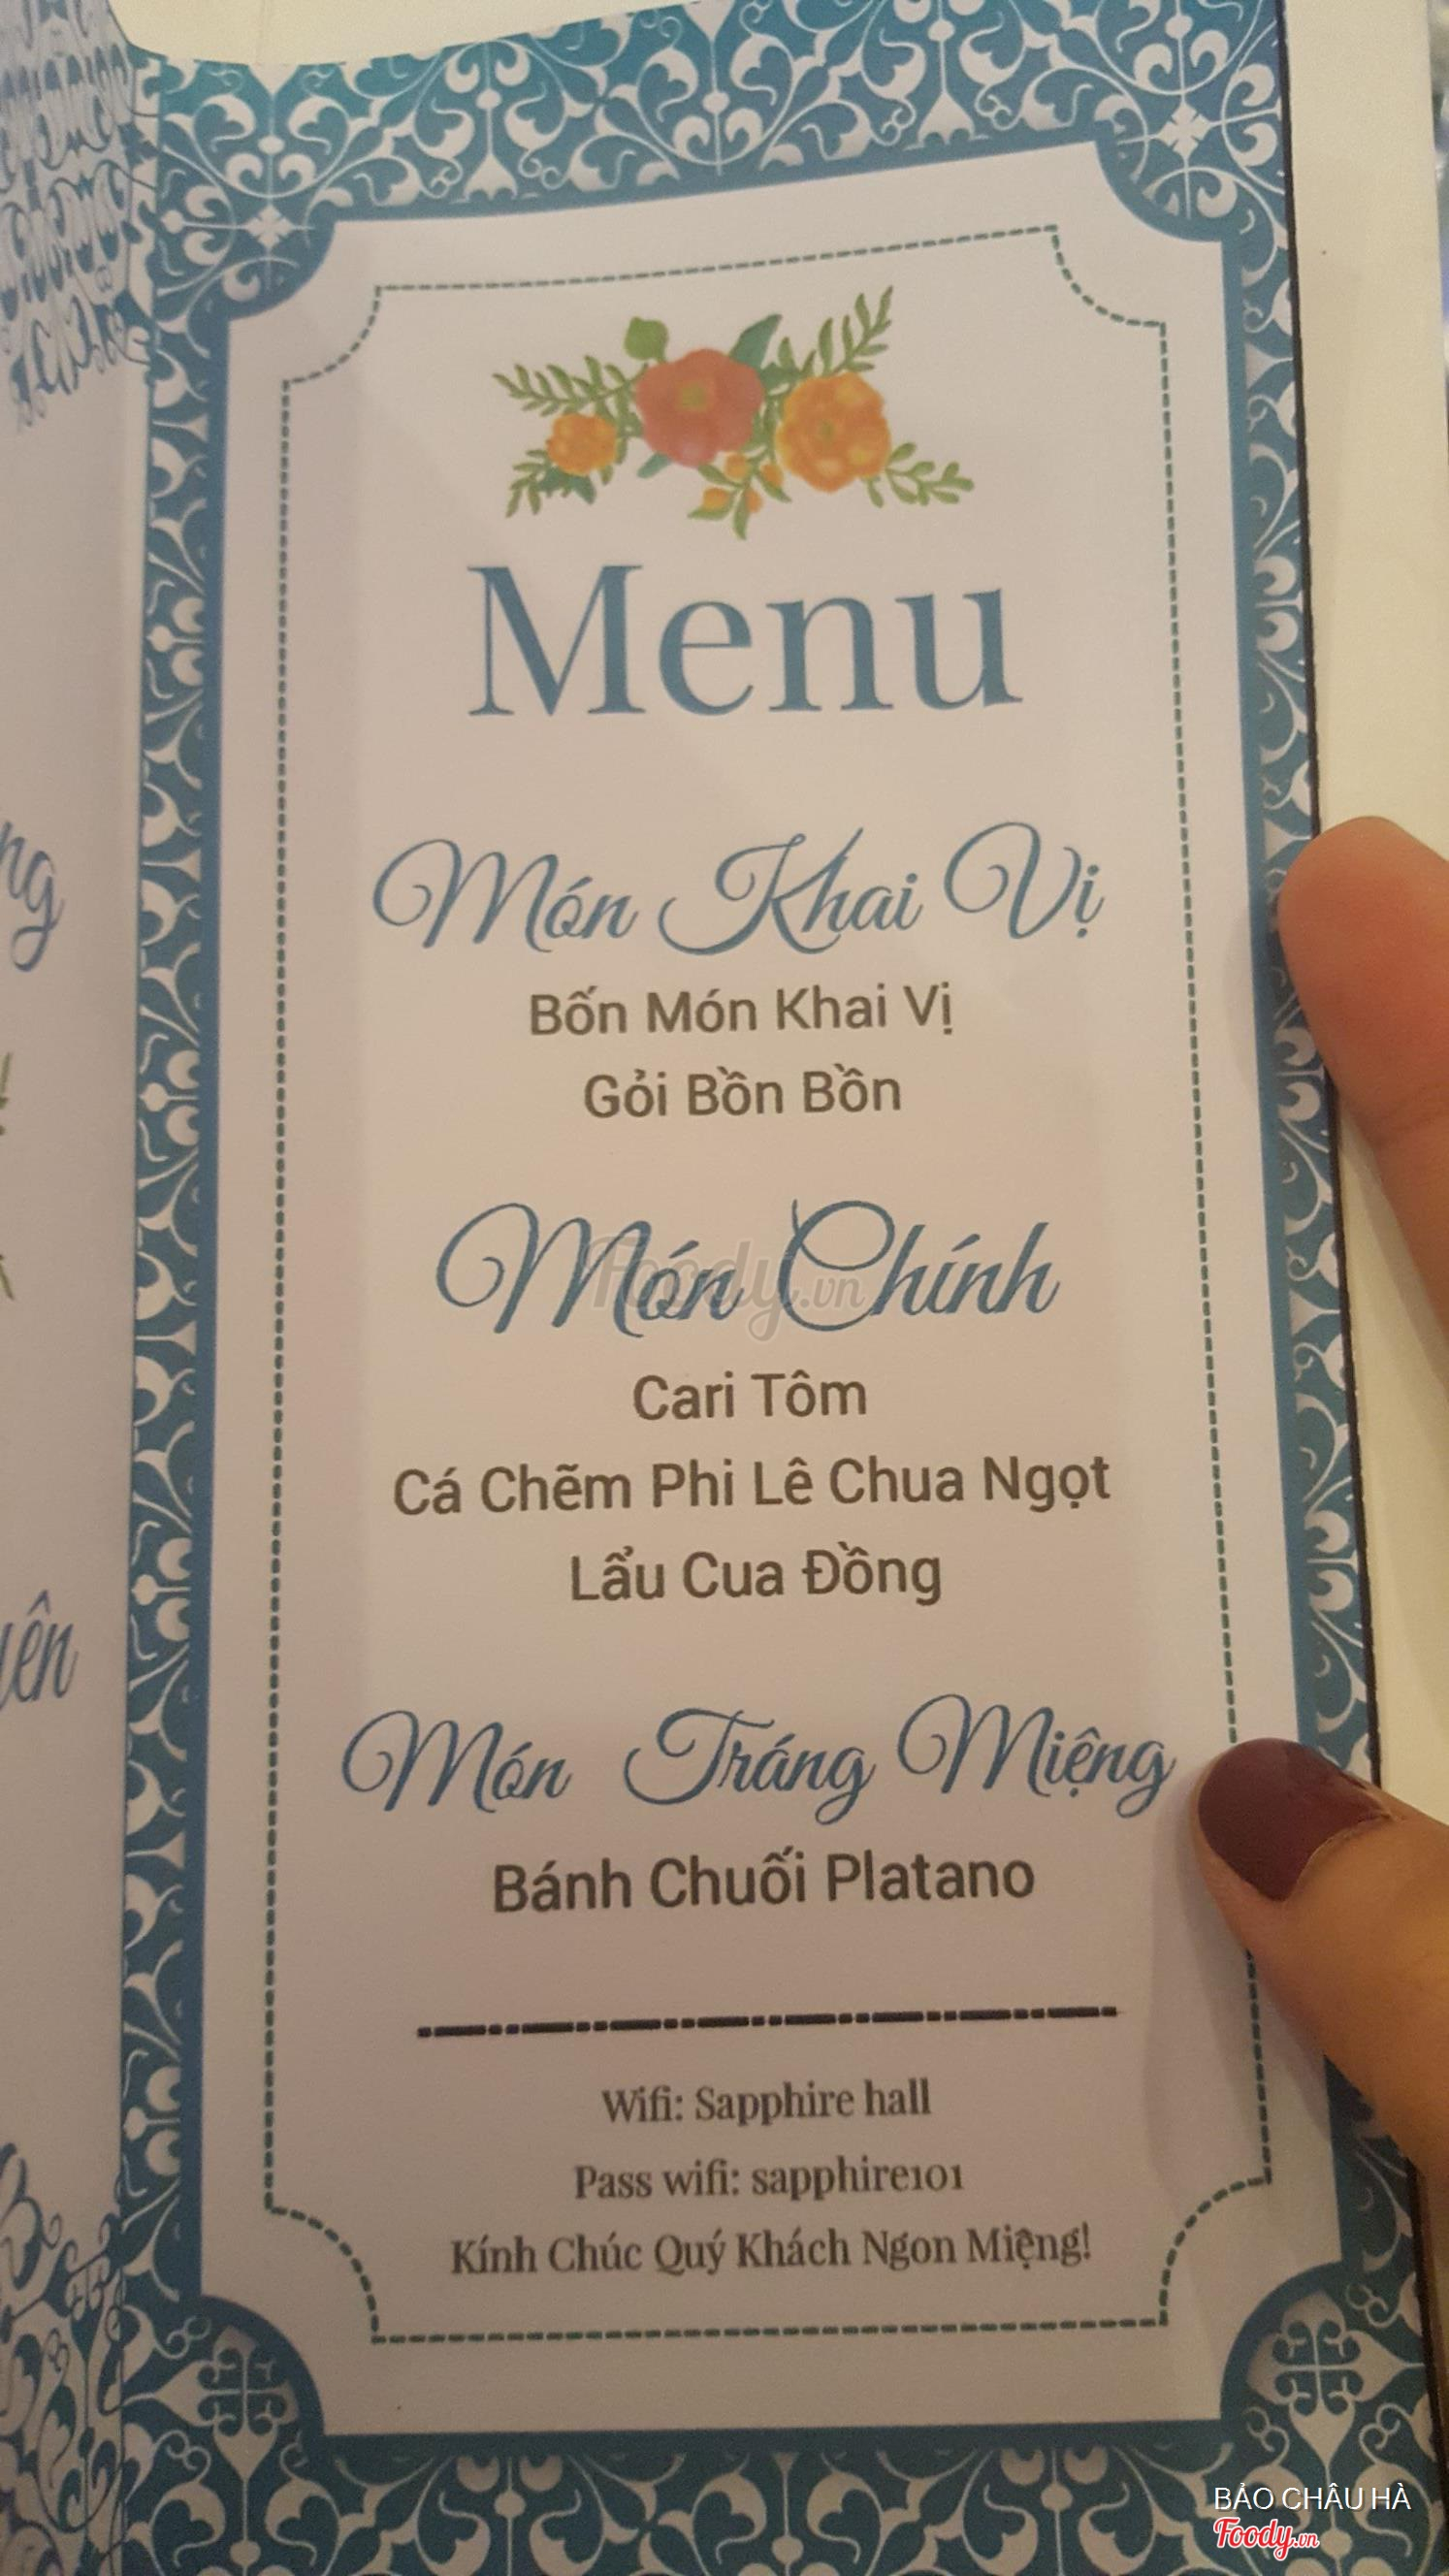 Menu
Món Khai Vị
Bốn Món Khai Vị
Gỏi Bồn Bồn
Món Chính
Foody.vn
Cari Tôm
Cá Chẽm Phi Lê Chua Ngọt
Lẩu Cua Đồng
Món Tráng Miệng
Bánh Chuối Platano
Wifi: Sapphire hall
Pass wifi: sapphire101
Kính Chúc Quý Khách Ngon Miệng!
BẢO CHÂU HÀ
Foody.vn